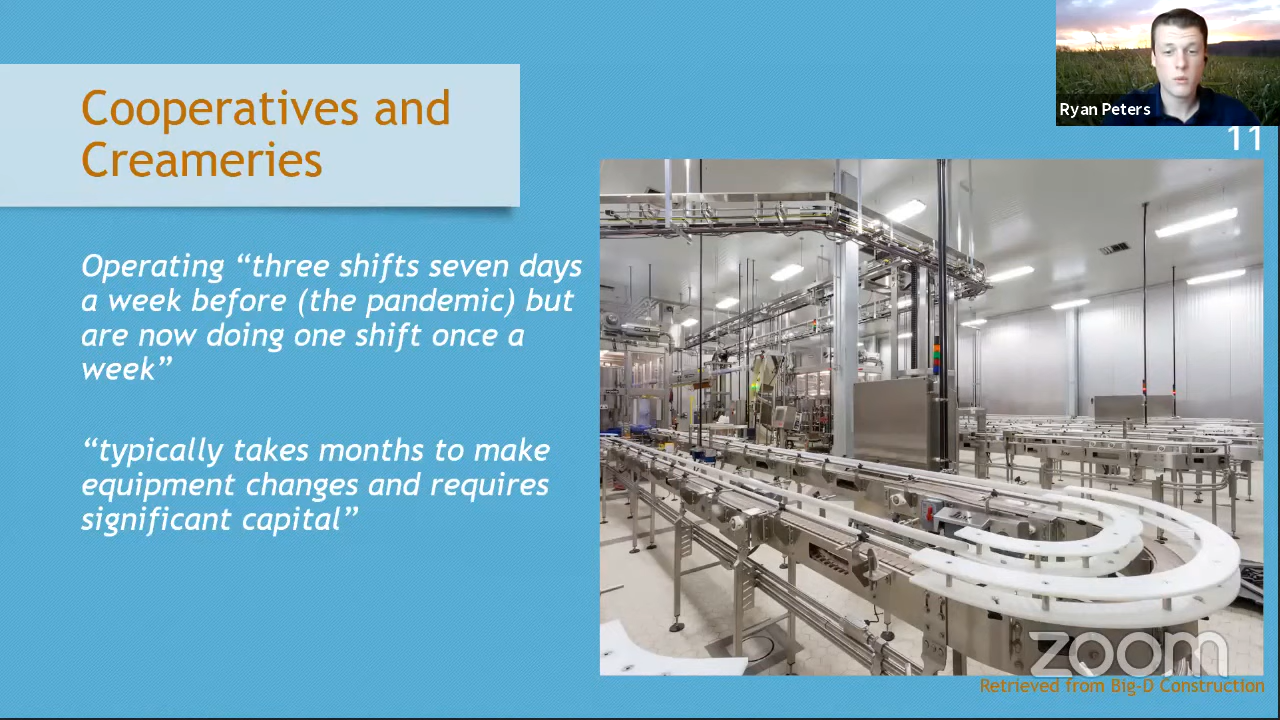 Cooperatives and
Creameries
Ryan Peters
11
Operating “three shifts seven days
a week before (the pandemic) but
are now doing one shift once a
week”
“typically takes months to make
equipment changes and requires
significant capital”
zoom
Retrieved from Big-D Construction